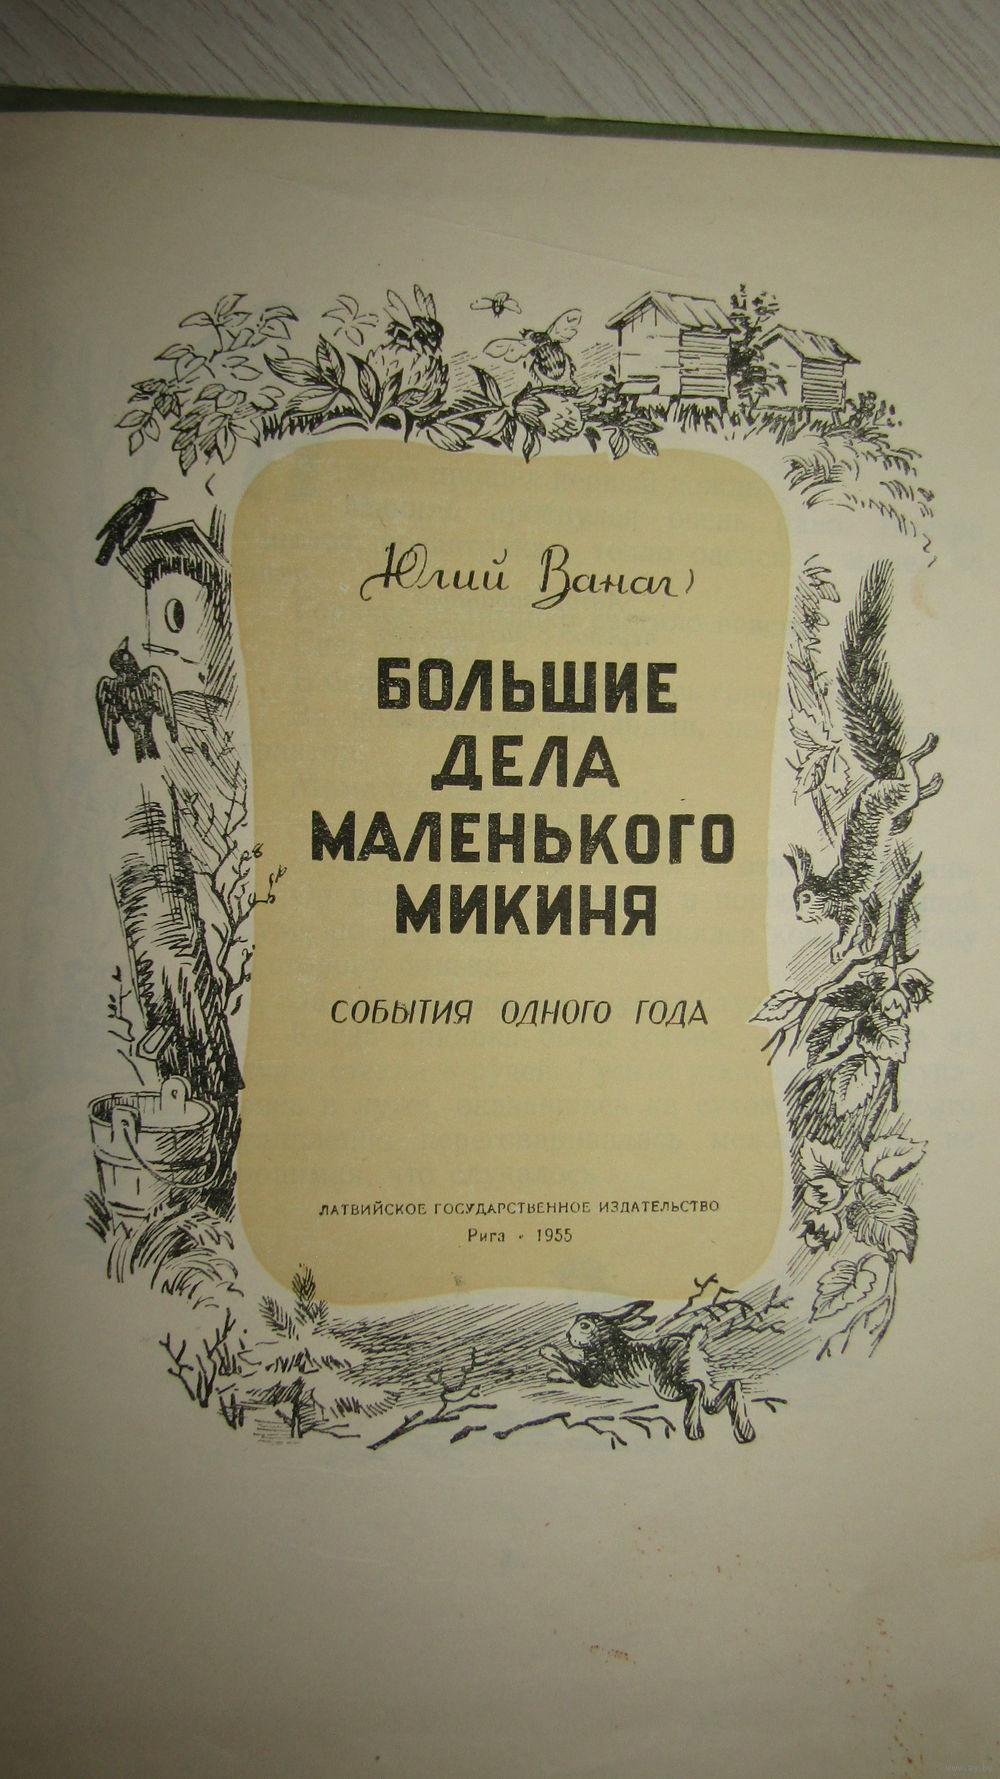 Юлий Ванаг
БОЛЬШИЕ
ДЕЛА
МАЛЕНЬКОГО
МИКИНЯ
СОБЫТИЯ ОДНОГО ГОДА
ЛАТВИЙСКОЕ ГОСУДАРСТВЕННОЕ ИЗДАТЕЛЬСТВО
Рига • 1955